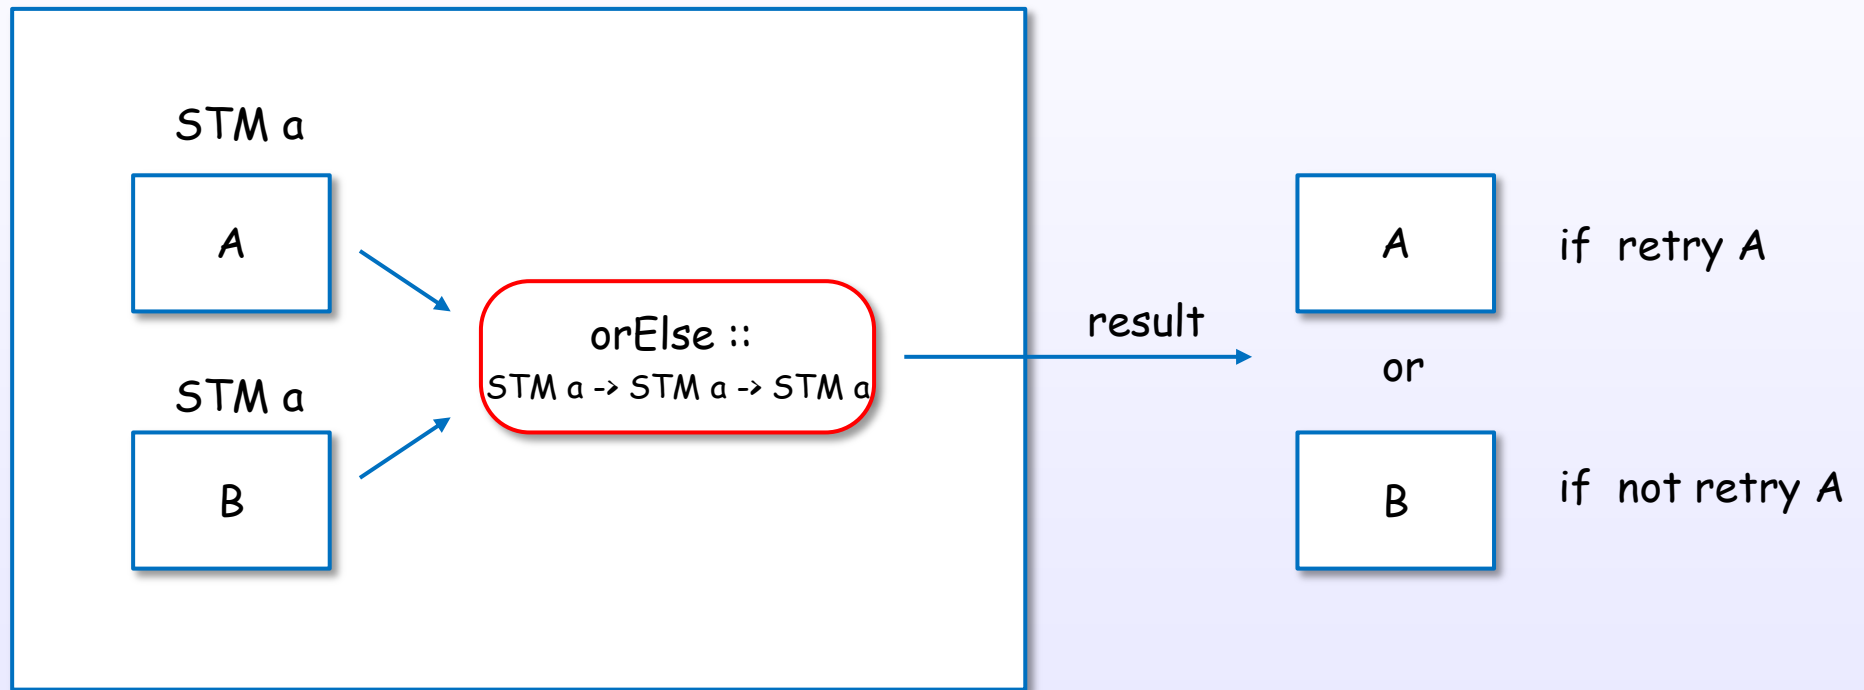 STM a
A
STM a
B
orElse ::
STM a -> STM a -> STM a
result
A
if retry A
or
B
if not retry A